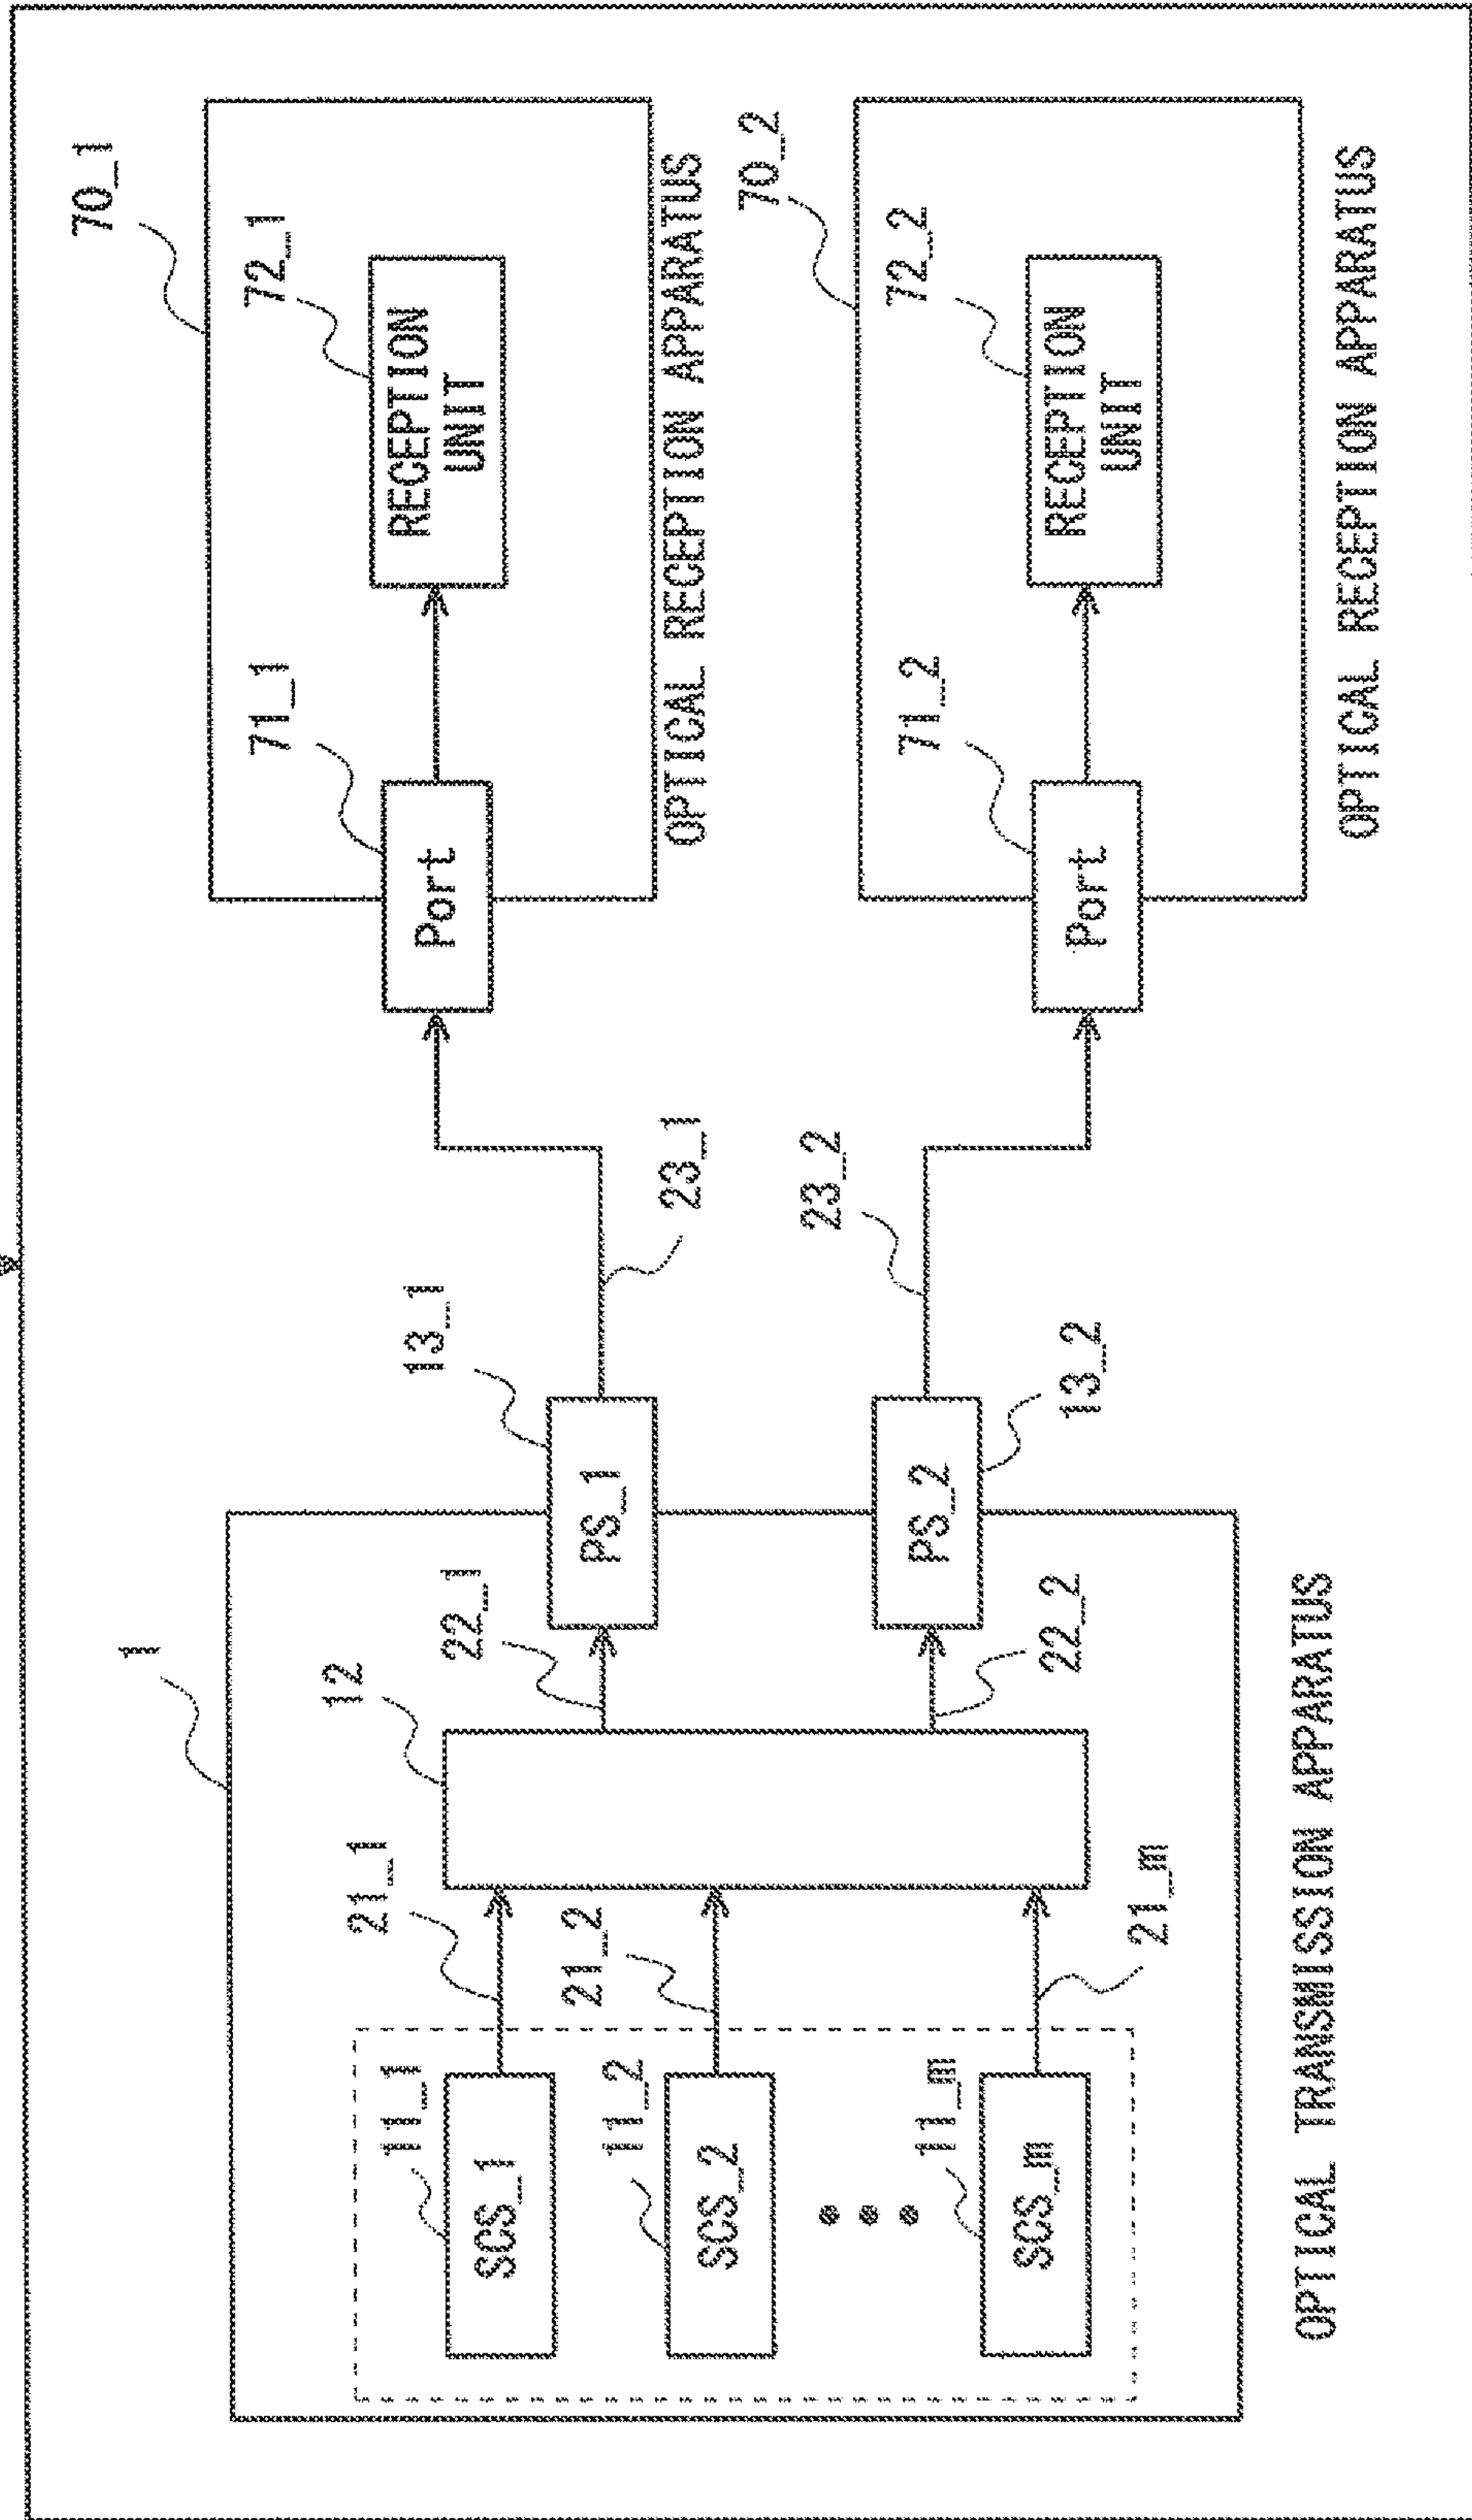 1
12
11_1
SCS_1
21_1
11_2
SCS_2
21_2
11_m
SCS_m
21_m
22_1
PS_1
13_1
23_1
22_2
PS_2
13_2
23_2
OPTICAL TRANSMISSION APPARATUS
70_1
71_1
Port
72_1
RECEPTION
UNIT
OPTICAL RECEPTION APPARATUS
70_2
71_2
Port
72_2
RECEPTION
UNIT
OPTICAL RECEPTION APPARATUS